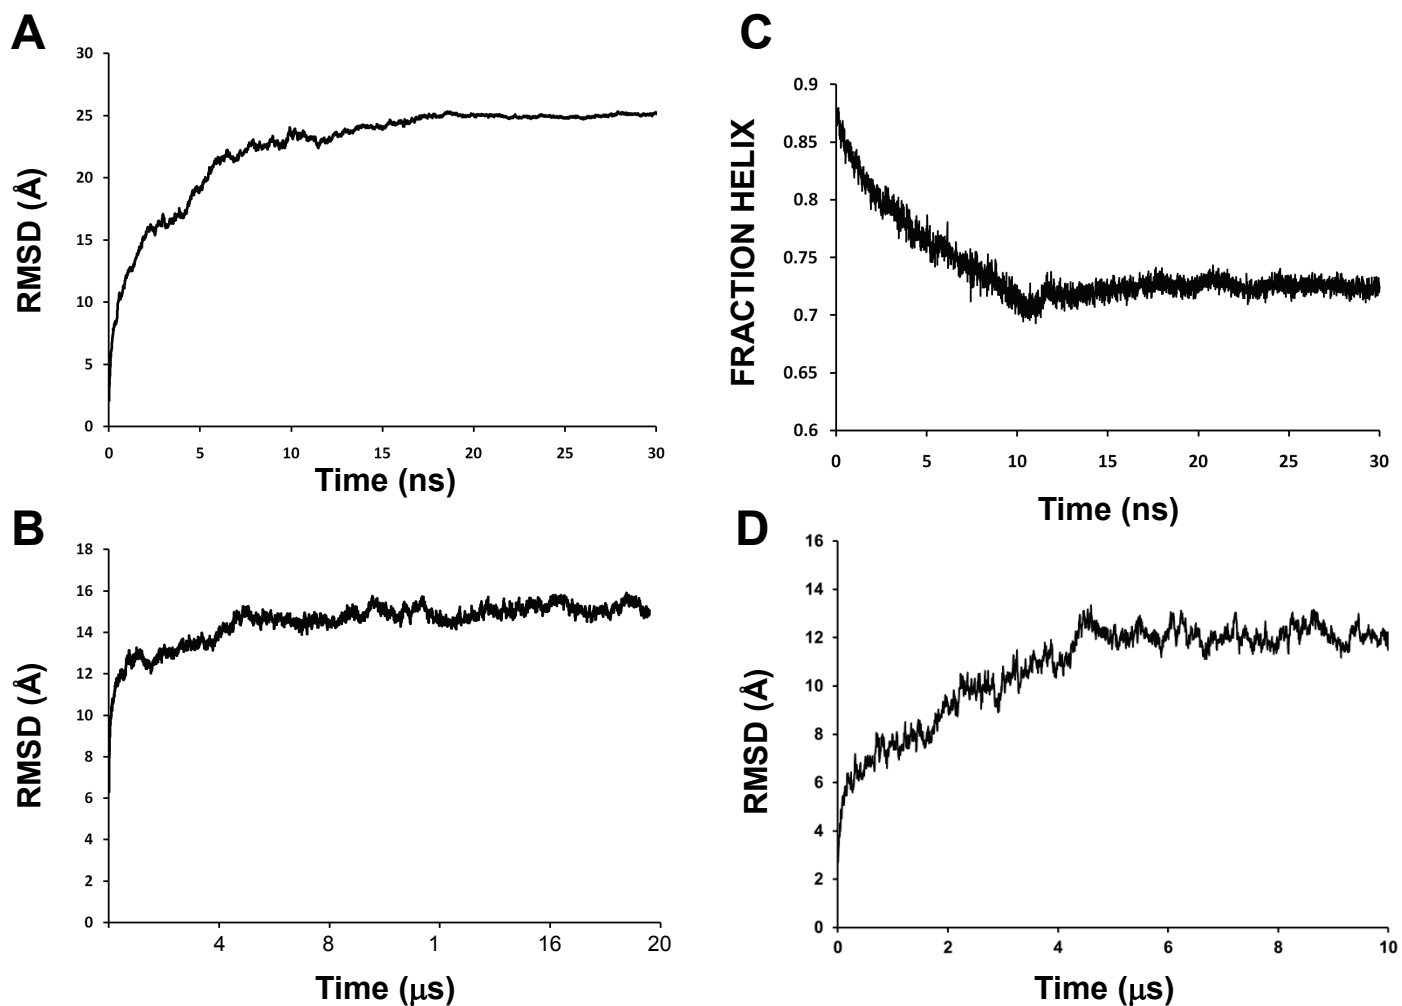 A
30
25
20
15
10
5
0
RMSD (Å)
0 5 10 15 20 25 30
Time (ns)
C
0.9
0.85
0.8
0.75
0.7
0.65
0.6
FRACTION HELIX
0 5 10 15 20 25 30
Time (ns)
B
18
16
14
12
10
8
6
4
2
0
RMSD (Å)
4 8 1 16 20
Time (μs)
D
16
14
12
10
8
6
4
2
0
RMSD (Å)
0 2 4 6 8 10
Time (μs)